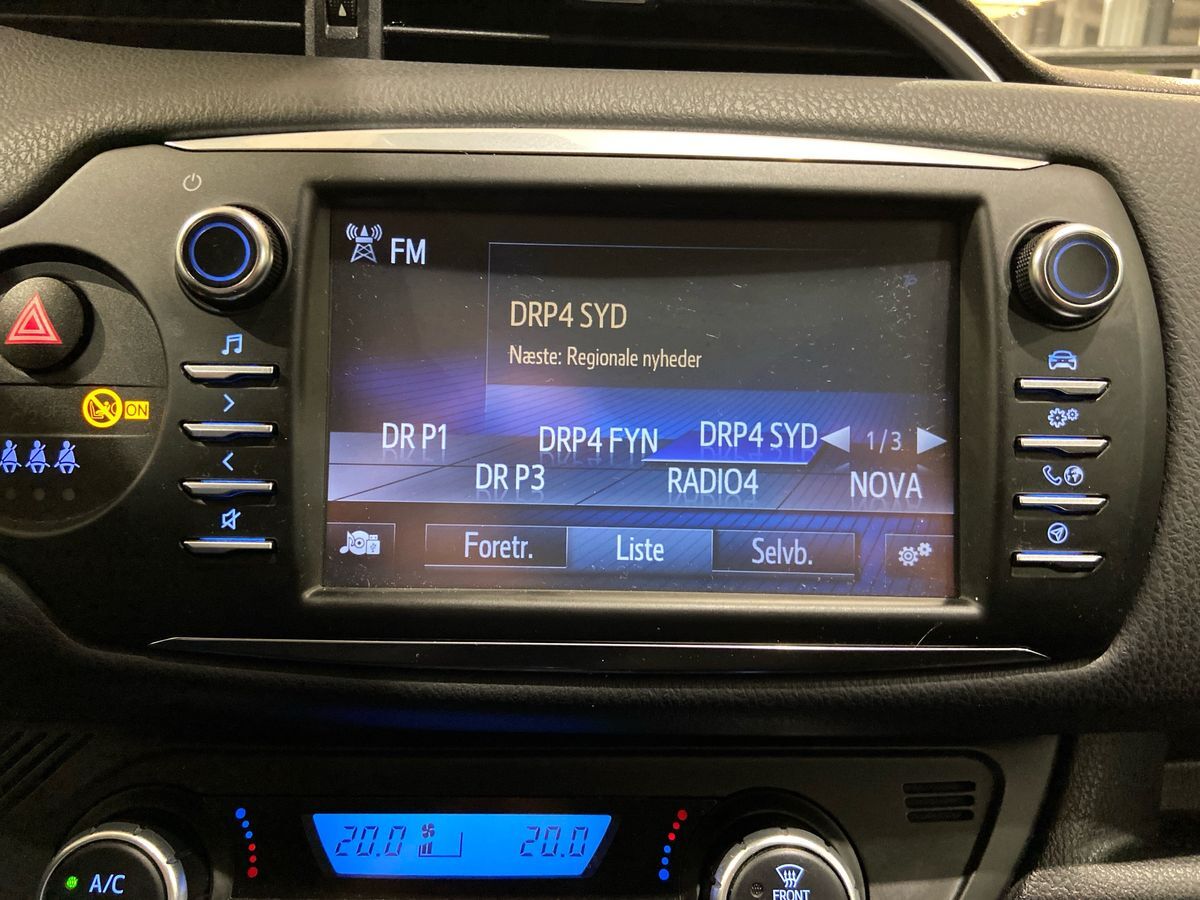 FM
DRP4 SYD
Næste: Regionale nyheder
DR P1 DRP4 FYN DRP4 SYD 1/3
DR P3 RADIO4 NOVA
Foretr. Liste Selvb.
ON
20.0 20.0
A/C
FRONT